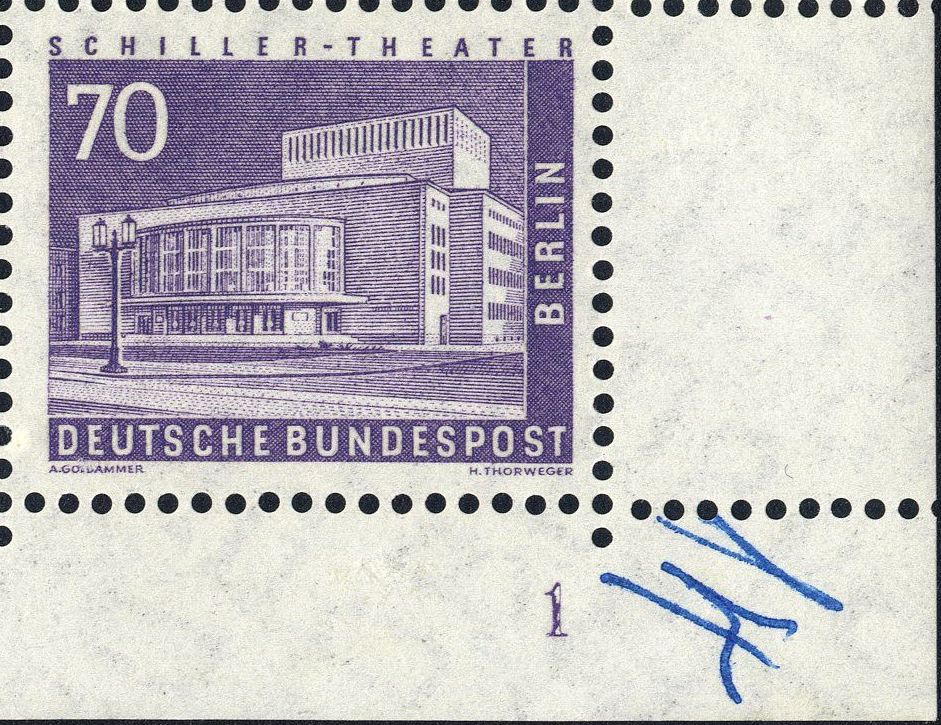 SCHILLER-THEATER
70
BERLIN
DEUTSCHE BUNDESPOST
A.GOLDAMMER H.THORWEGER
1